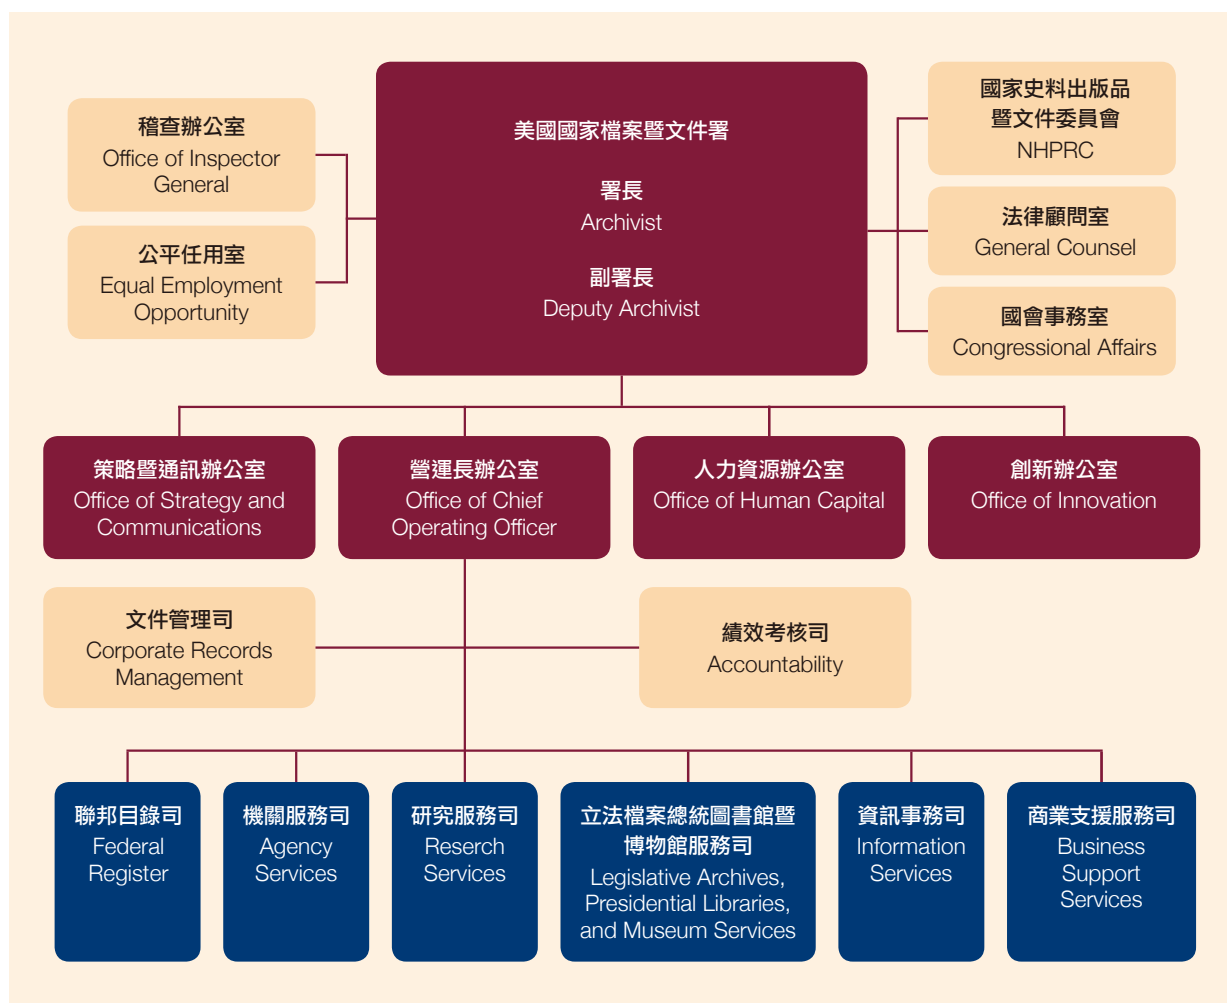 稽查辦公室
Office of Inspector
General
公平任用室
Equal Employment
Opportunity
美國國家檔案暨文件署
署長
Archivist
副署長
Deputy Archivist
國家史料出版品
暨文件委員會
NHPRC
法律顧問室
General Counsel
國會事務室
Congressional Affairs
策略暨通訊辦公室
Office of Strategy and
Communications
營運長辦公室
Office of Chief
Operating Officer
人力資源辦公室
Office of Human Capital
創新辦公室
Office of Innovation
文件管理司
Corporate Records
Management
績效考核司
Accountability
聯邦目錄司
Federal
Register
機關服務司
Agency
Services
研究服務司
Reserch
Services
立法檔案總統圖書館暨
博物館服務司
Legislative Archives,
Presidential Libraries,
and Museum Services
資訊事務司
Information
Services
商業支援服務司
Business
Support
Services